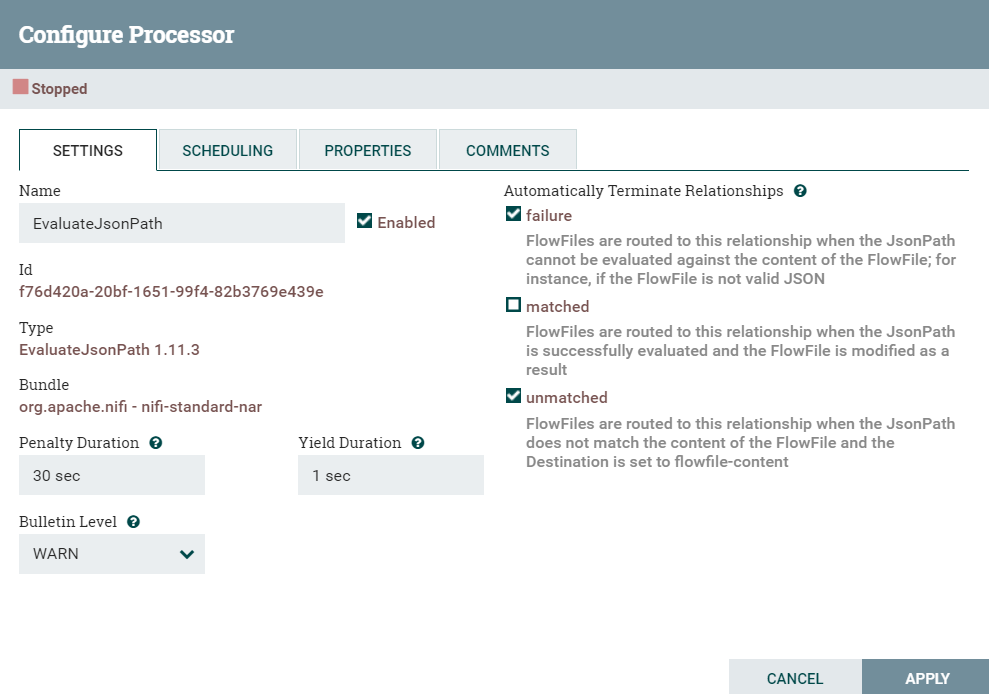 Configure Processor
Stopped
SETTINGS
SCHEDULING
PROPERTIES
COMMENTS
Name
EvaluateJsonPath
Enabled
Id
f76d420a-20bf-1651-99f4-82b3769e439e
Type
EvaluateJsonPath 1.11.3
Bundle
org.apache.nifi - nifi-standard-nar
Penalty Duration ?
Yield Duration ?
30 sec
1 sec
Bulletin Level ?
WARN
Automatically Terminate Relationships ?
failure
FlowFiles are routed to this relationship when the JsonPath
cannot be evaluated against the content of the FlowFile; for
instance, if the FlowFile is not valid JSON
matched
FlowFiles are routed to this relationship when the JsonPath
is successfully evaluated and the FlowFile is modified as a
result
unmatched
FlowFiles are routed to this relationship when the JsonPath
does not match the content of the FlowFile and the
Destination is set to flowfile-content
CANCEL
APPLY